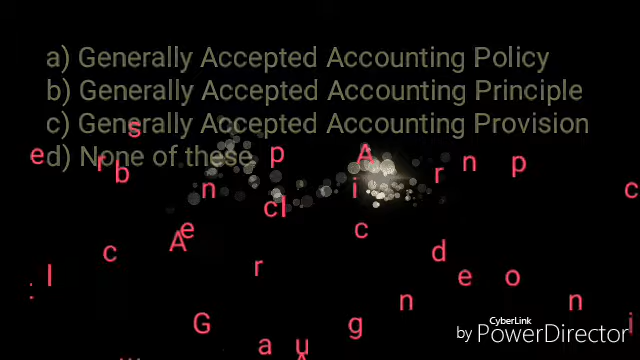 a) Generally Accepted Accounting Policy
b) Generally Accepted Accounting Principle
c) Generally Accepted Accounting Provision
d) None of these
CyberLink
by PowerDirector